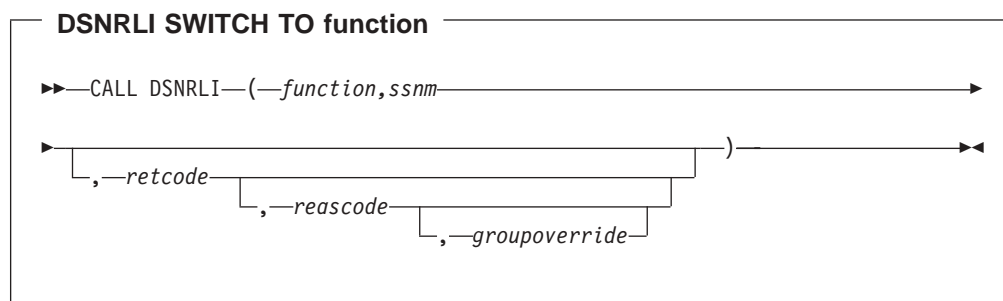 DSNRLI SWITCH TO function
CALL DSNRLI ( function,ssnm
)
, retcode
, reascode
, groupoverride